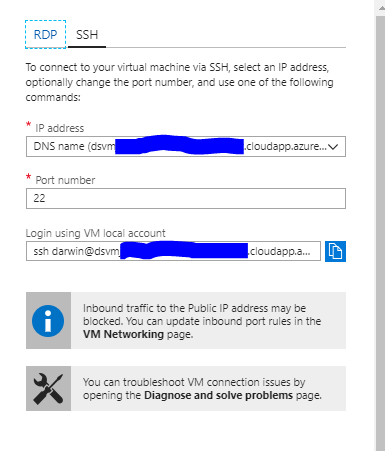 RDP SSH
To connect to your virtual machine via SSH, select an IP address,
optionally change the port number, and use one of the following
commands:
* IP address
DNS name (dsvm .cloudapp.azure...
* Port number
22
Login using VM local account
ssh darwin@dsvm .cloudapp.a...
Inbound traffic to the Public IP address may be
blocked. You can update inbound port rules in the
VM Networking page.
You can troubleshoot VM connection issues by
opening the Diagnose and solve problems page.